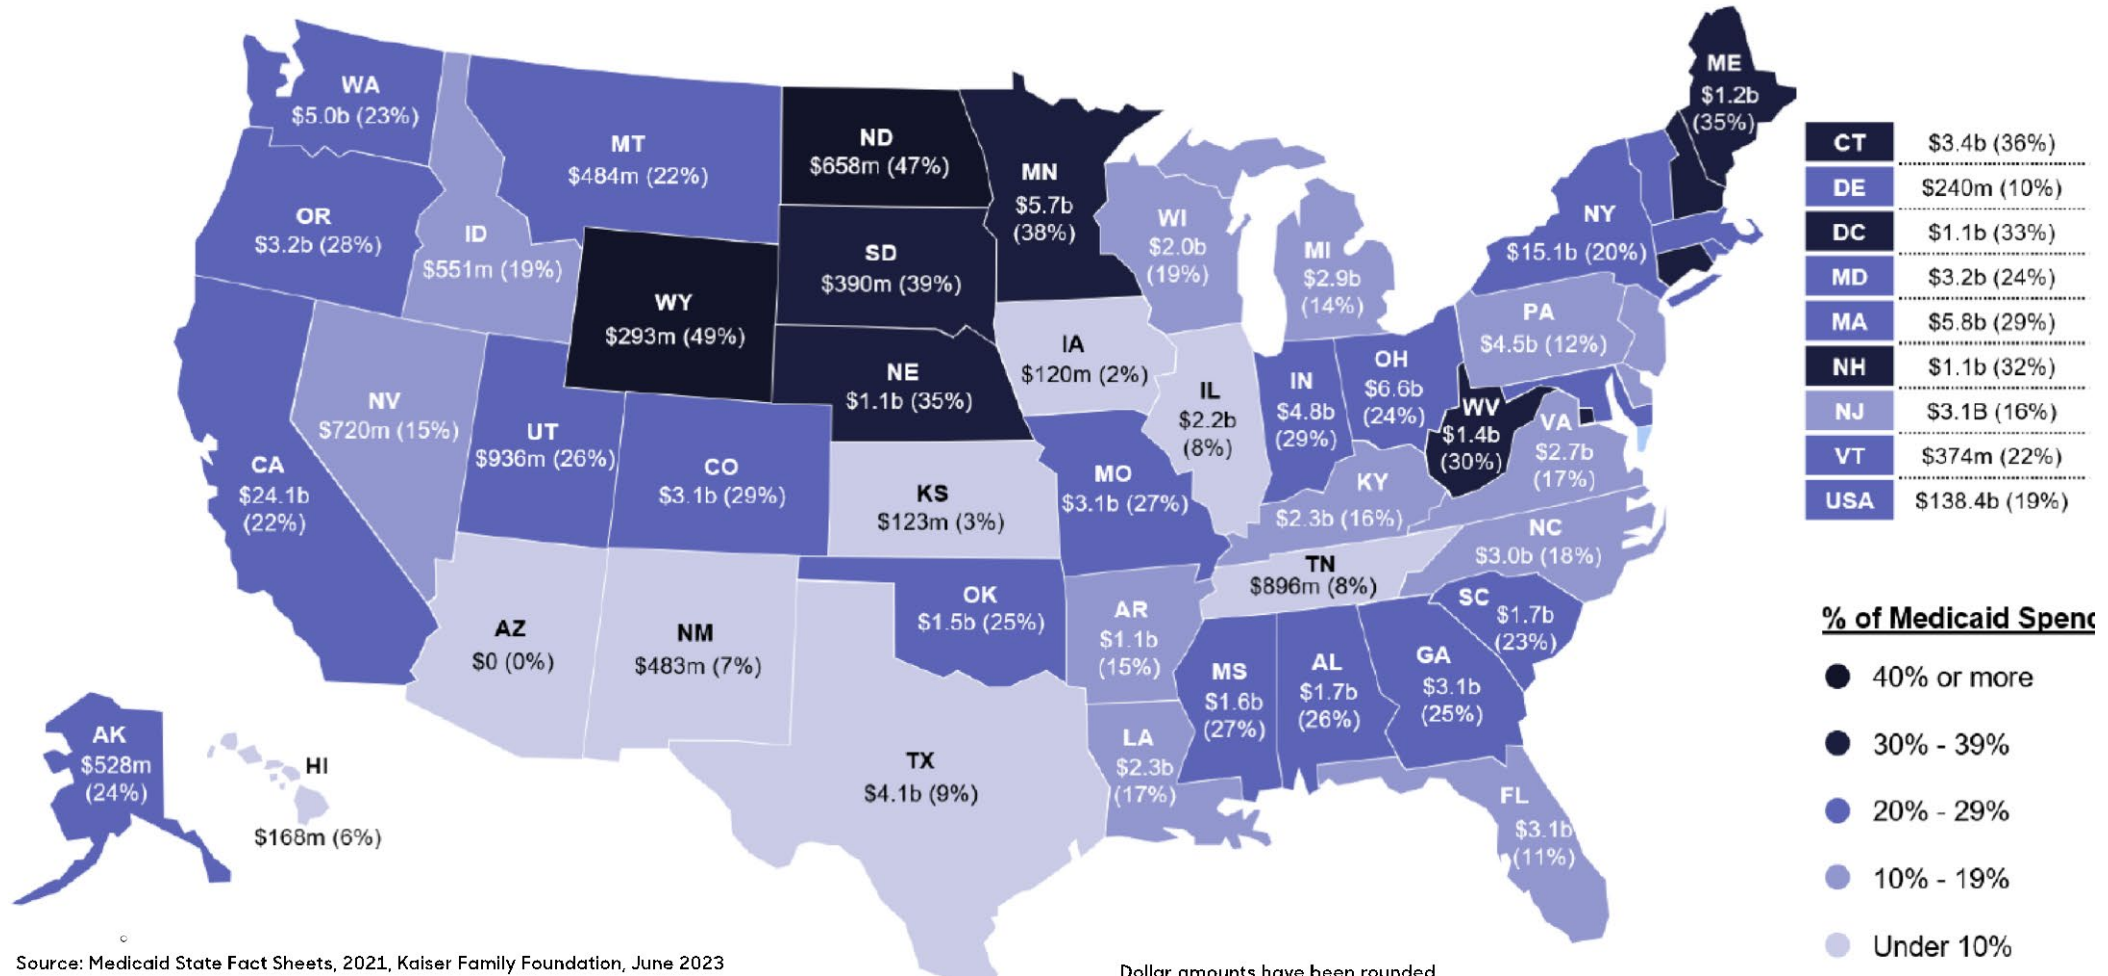 WA
$5.0b (23%)
MT
$484m (22%)
ND
$658m (47%)
MN
$5.7b
(38%)
ME
$1.2b
(35%)
OR
$3.2b (28%)
ID
$551m (19%)
WY
$293m (49%)
SD
$390m (39%)
WI
$2.0b
(19%)
MI
$2.9b
(14%)
NY
$15.1b (20%)
PA
$4.5b (12%)
NV
$720m (15%)
UT
$936m (26%)
CO
$3.1b (29%)
NE
$1.1b (35%)
IA
$120m (2%)
IL
$2.2b
(8%)
IN
$4.8b
(29%)
OH
$6.6b
(24%)
WV
$1.4b
(30%)
VA
$2.7b
(17%)
CA
$24.1b
(22%)
KS
$123m (3%)
MO
$3.1b (27%)
KY
$2.3b (16%)
NC
$3.0b (18%)
TN
$896m (8%)
AZ
$0 (0%)
NM
$483m (7%)
OK
$1.5b (25%)
AR
$1.1b
(15%)
SC
$1.7b
(23%)
MS
$1.6b
(27%)
AL
$1.7b
(26%)
GA
$3.1b
(25%)
TX
$4.1b (9%)
LA
$2.3b
(17%)
FL
$3.1b
(11%)
AK
$528m
(24%)
HI
$168m (6%)
CT $3.4b (36%)
DE $240m (10%)
DC $1.1b (33%)
MD $3.2b (24%)
MA $5.8b (29%)
NH $1.1b (32%)
NJ $3.1B (16%)
VT $374m (22%)
USA $138.4b (19%)
% of Medicaid Spen
40% or more
30% - 39%
20% - 29%
10% - 19%
Under 10%
Source: Medicaid State Fact Sheets, 2021, Kaiser Family Foundation, June 2023
Dollar amounts have been rounded